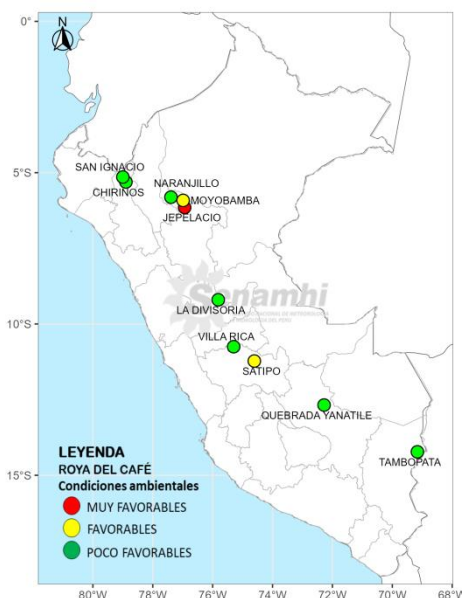 N
0°
SAN IGNACIO
5°S
CHIRINOS
NARANJILLO
MOYOBAMBA
JEPELACIO
Senamhi
LA DIVISORIA
10°S
VILLA RICA
SATIPO
QUEBRADA YANATILE
TAMBOPATA
LEYENDA
ROYA DEL CAFÉ
Condiciones ambientales
15°S
MUY FAVORABLES
FAVORABLES
POCO FAVORABLES
80°W 78°W 76°W 74°W 72°W 70°W 68°W